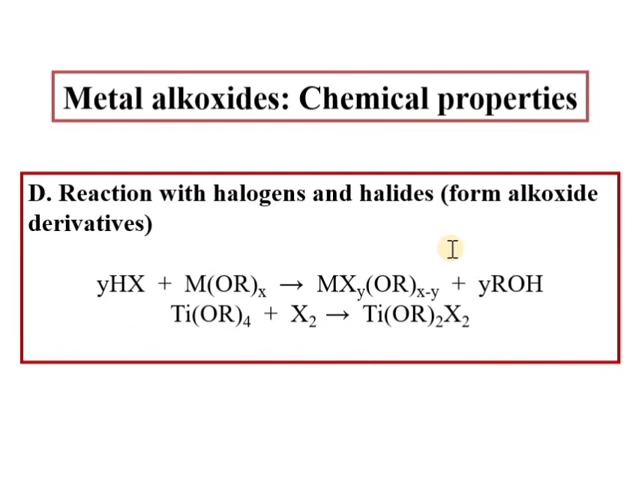 Metal alkoxides: Chemical properties
D. Reaction with halogens and halides (form alkoxide
derivatives)
yHX + M(OR)ₓ → MXᵧ(OR)ₓ₋ᵧ + yROH
Ti(OR)₄ + X₂ → Ti(OR)₂X₂